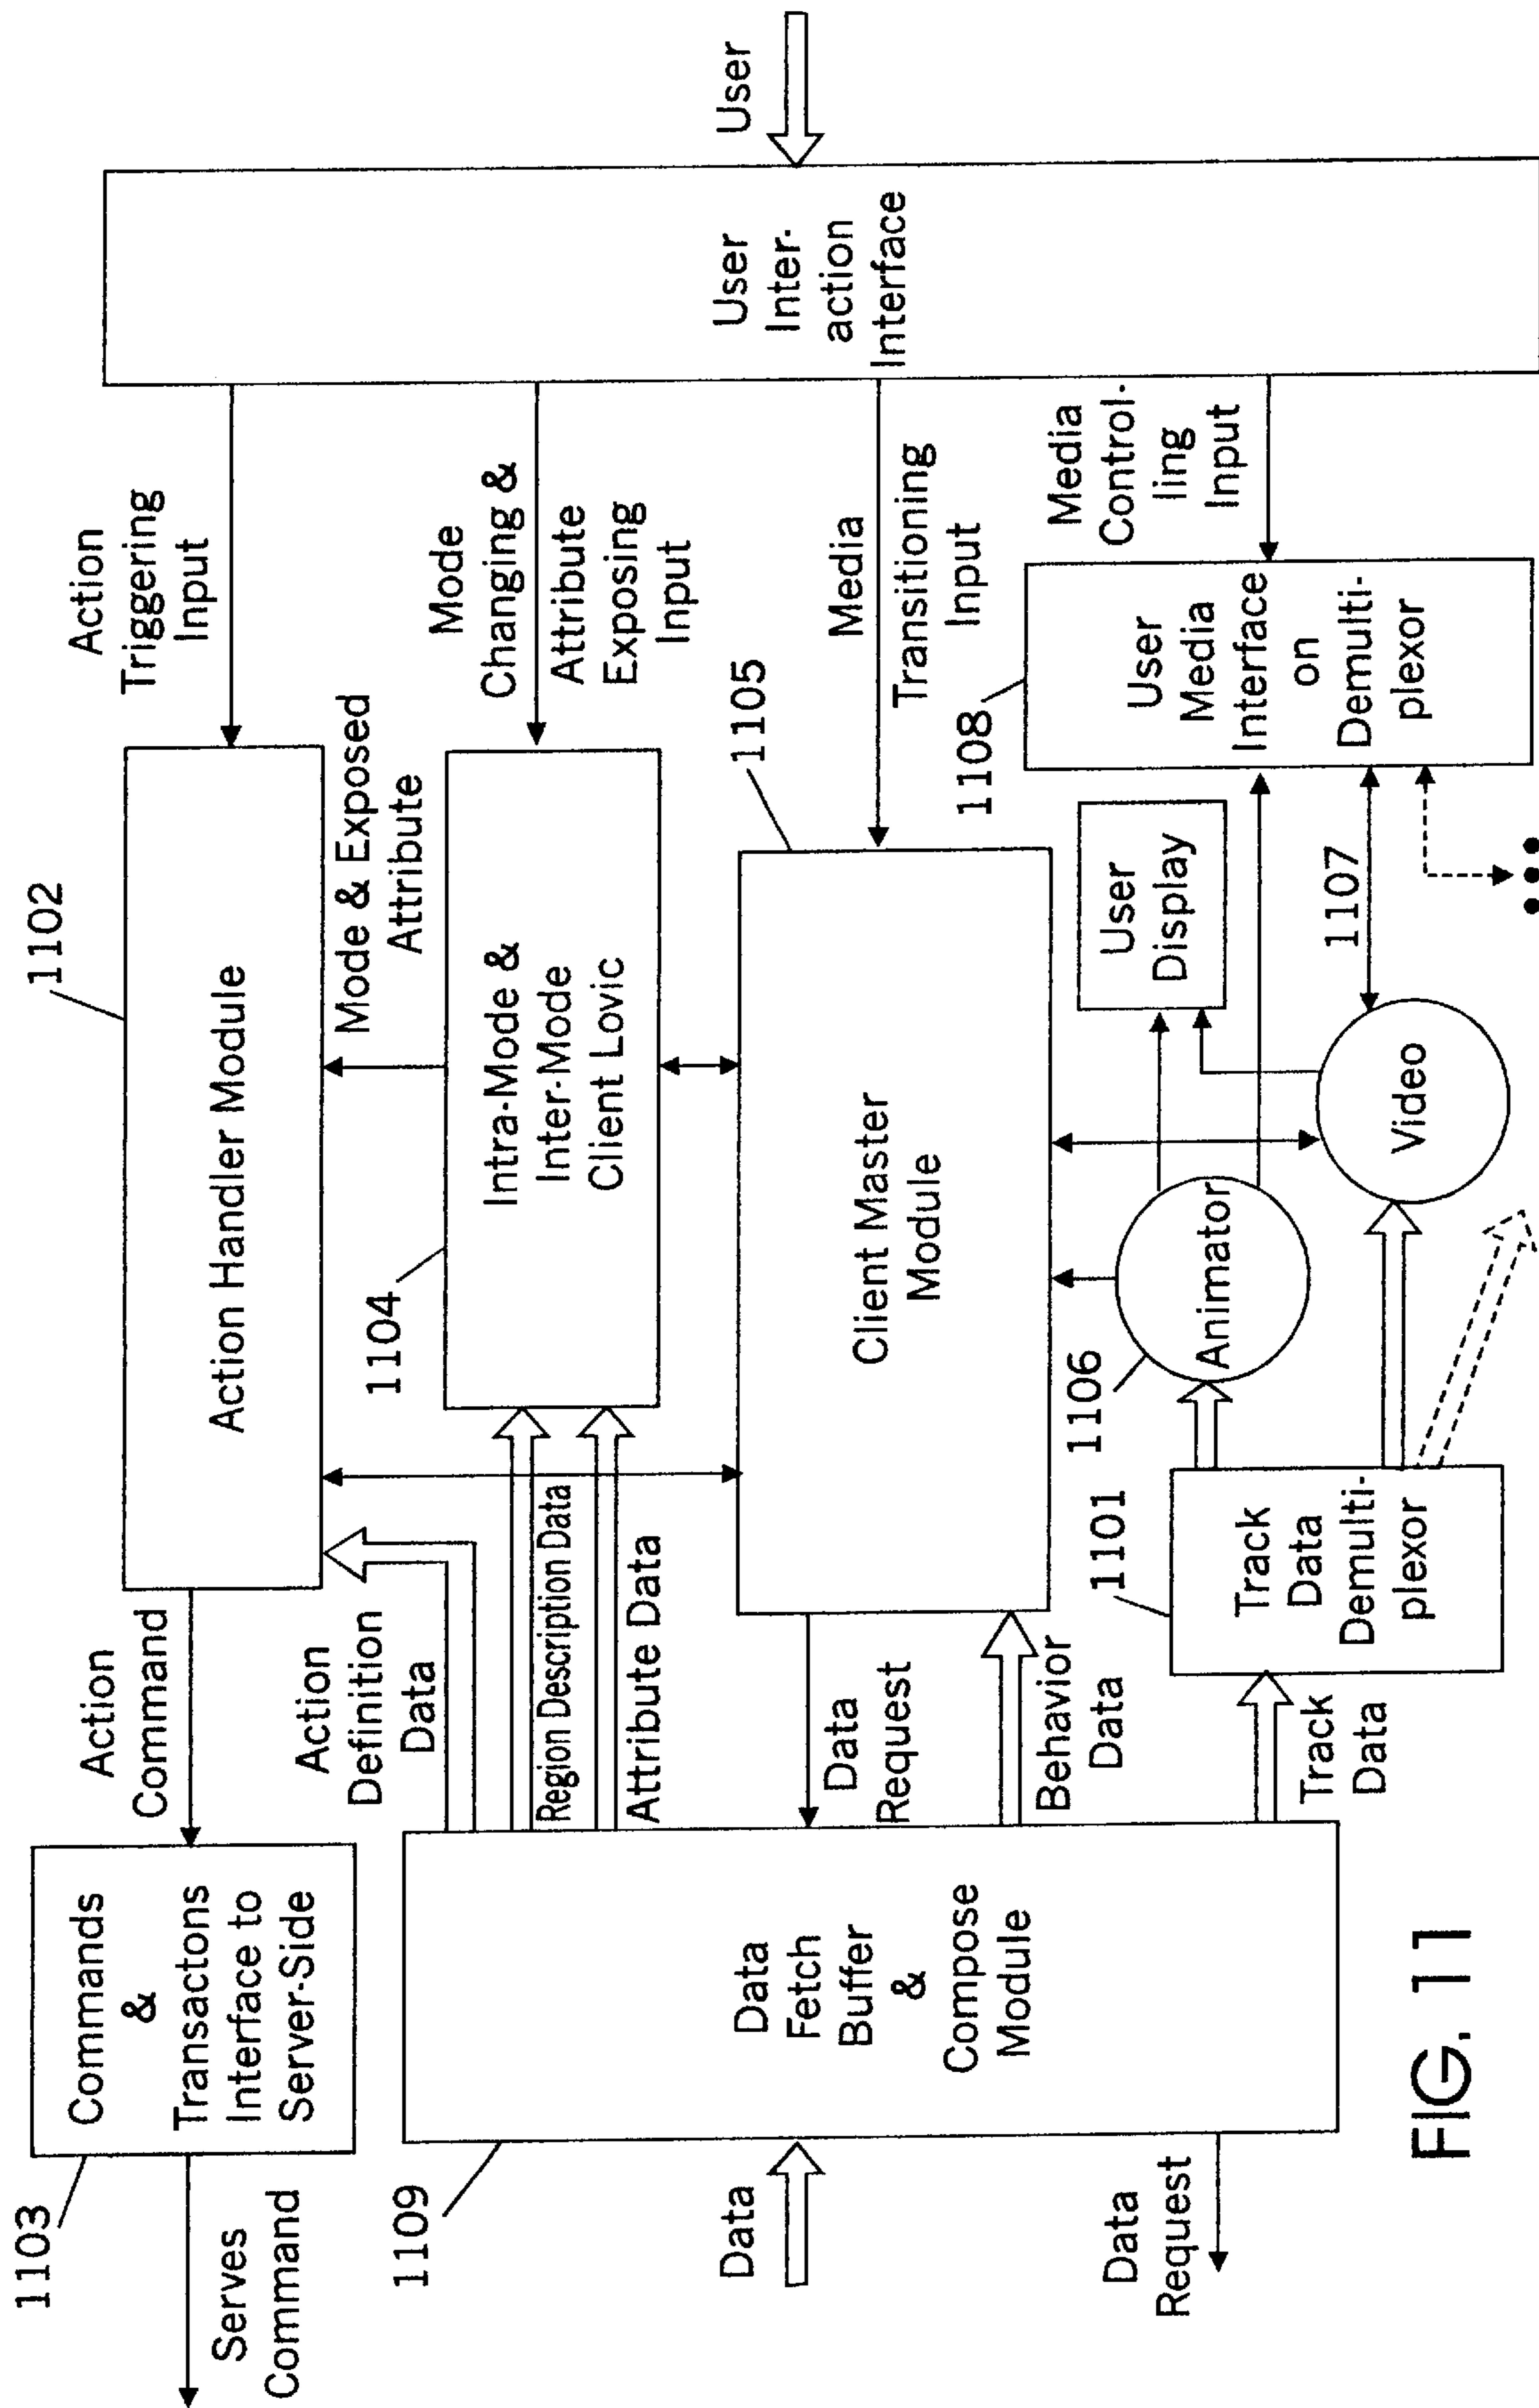 1103
Serves
Command
Commands
&
Transactons
Interface to
Server-Side
Action
Command
1102
Action Handler Module
Action
Triggering
Input
Mode & Exposed
Attribute
Action
Definition
Data
Region Description Data
Attribute Data
1104
Intra-Mode &
Inter-Mode
Client Lovic
Mode
Changing &
Attribute
Exposing
Input
1109
Data
Data
Request
Data
Fetch
Buffer
&
Compose
Module
Data
Request
Behavior
Data
Track
Data
1105
Client Master
Module
Media
Transitioning
Input
User
Inter-
action
Interface
User
1101
Track
Data
Demulti-
plexor
1106
Animator
Video
1107
User
Display
1108
User
Media
Interface
on
Demulti-
plexor
Media
Control-
ling
Input
FIG. 11